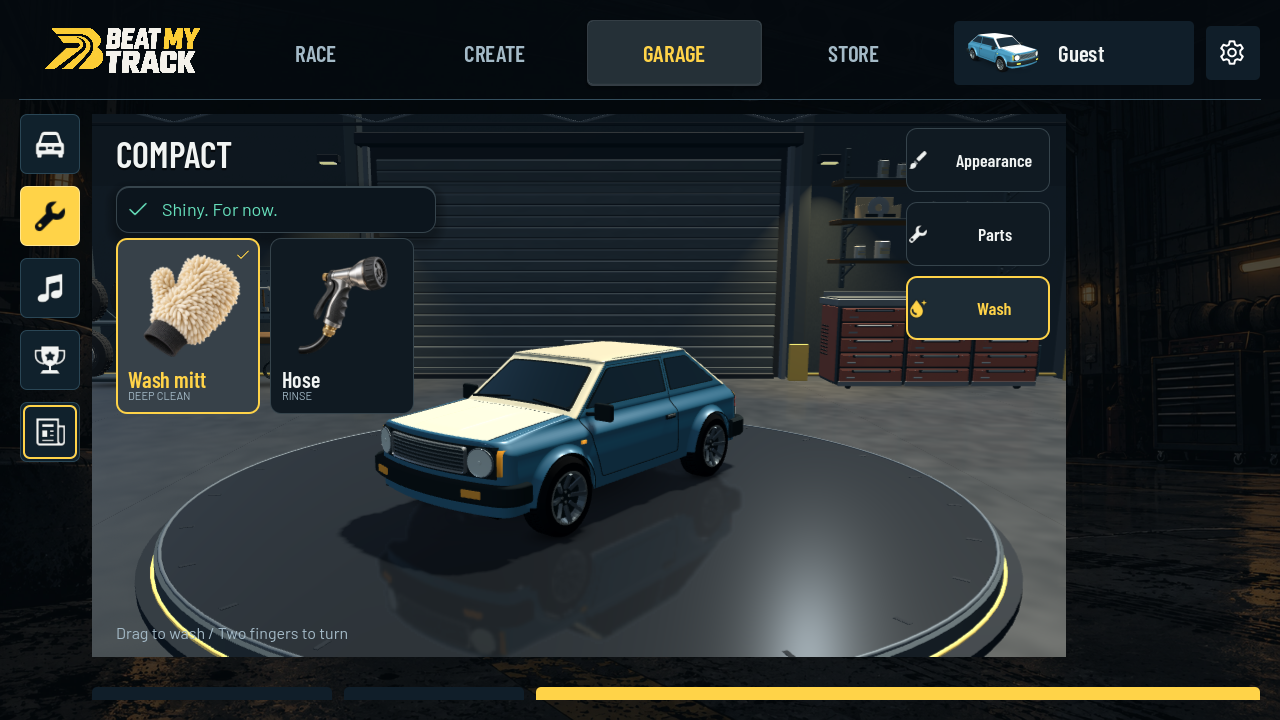 BEAT MY
TRACK
RACE
CREATE
GARAGE
STORE
Guest
COMPACT
Shiny. For now.
Wash mitt
DEEP CLEAN
Hose
RINSE
Appearance
Parts
Wash
Drag to wash / Two fingers to turn